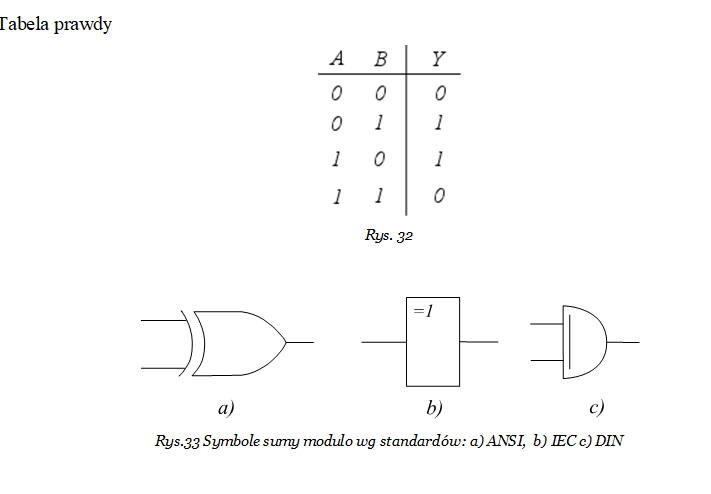 Tabela prawdy
A B Y
0 0 0
0 1 1
1 0 1
1 1 0
Rys. 32
=1
a) b) c)
Rys.33 Symbole sumy modulo wg standardów: a) ANSI, b) IEC c) DIN